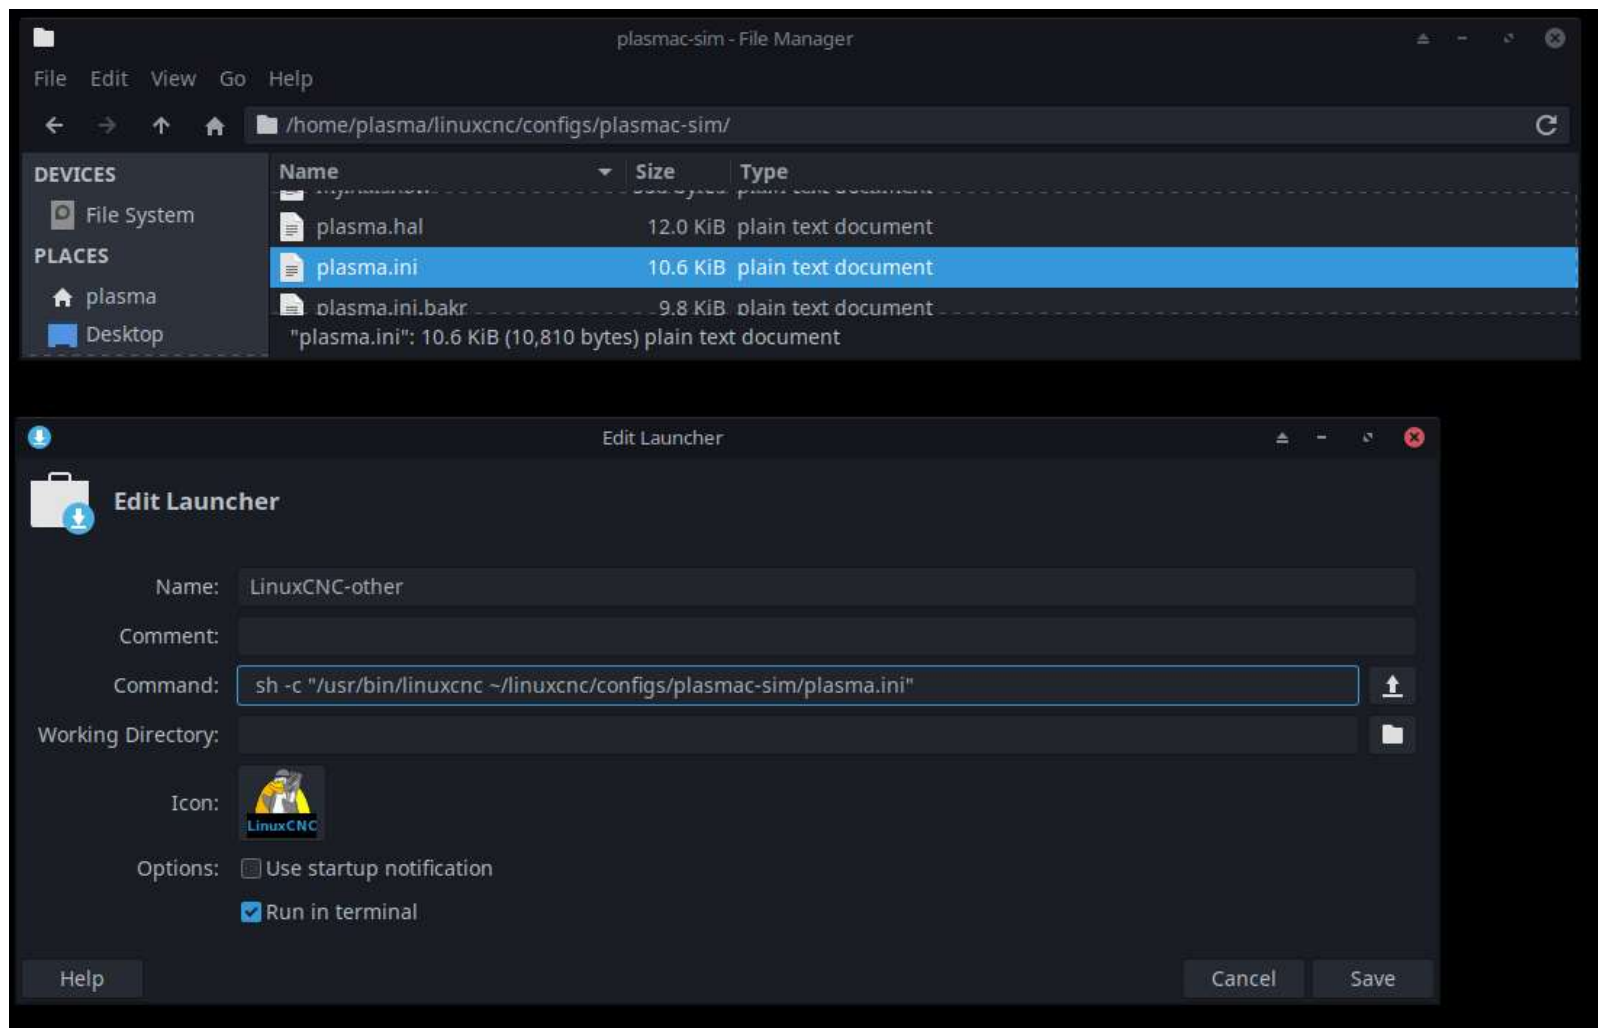 plasmac-sim - File Manager
File Edit View Go Help
/home/plasma/linuxcnc/configs/plasmac-sim/
DEVICES
File System
PLACES
plasma
Desktop
Name Size Type
plasma.hal 12.0 KiB plain text document
plasma.ini 10.6 KiB plain text document
plasma.ini.bakr 9.8 KiB plain text document
"plasma.ini": 10.6 KiB (10,810 bytes) plain text document
Edit Launcher
Edit Launcher
Name: LinuxCNC-other
Comment:
Command: sh -c "/usr/bin/linuxcnc ~/linuxcnc/configs/plasmac-sim/plasma.ini"
Working Directory:
Icon:
LinuxCNC
Options: Use startup notification
Run in terminal
Help Cancel Save